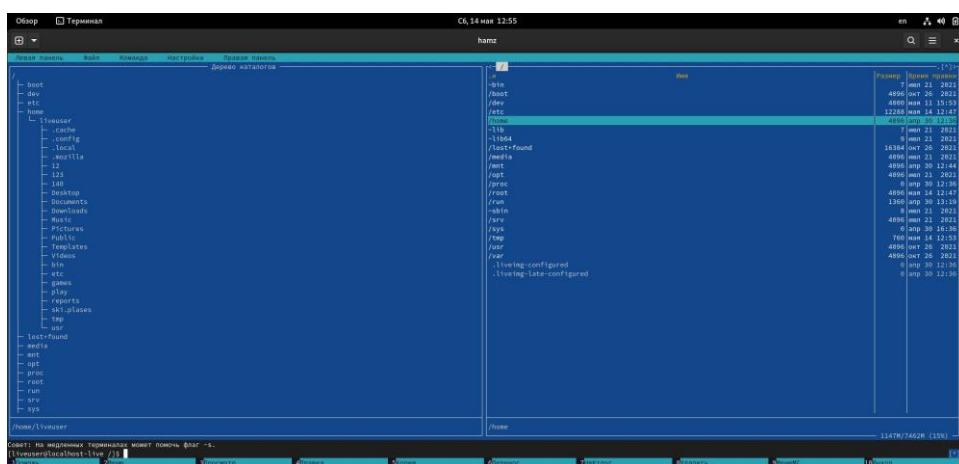 Обзор Терминал Сб, 14 мая 12:55 en
hamz
Левая панель Файл Команда Настройки Правая панель
Дерево каталогов
/
boot
dev
etc
home
liveuser
.cache
.config
.local
.mozilla
12
123
140
Desktop
Documents
Downloads
Music
Pictures
Public
Templates
Videos
bin
etc
games
play
reports
ski.plases
tmp
usr
lost+found
media
mnt
opt
proc
root
run
srv
sys
/home/liveuser
<- / .[^]>
.и Имя Размер Время правки
~bin 7 июл 21 2021
/boot 4096 окт 26 2021
/dev 4080 мая 11 15:53
/etc 12288 мая 14 12:47
/home 4096 апр 30 12:36
~lib 7 июл 21 2021
~lib64 9 июл 21 2021
/lost+found 16384 окт 26 2021
/media 4096 июл 21 2021
/mnt 4096 апр 30 12:44
/opt 4096 июл 21 2021
/proc 0 апр 30 12:36
/root 4096 мая 14 12:47
/run 1360 апр 30 13:19
~sbin 8 июл 21 2021
/srv 4096 июл 21 2021
/sys 0 апр 30 16:36
/tmp 700 мая 14 12:53
/usr 4096 окт 26 2021
/var 4096 окт 26 2021
.liveimg-configured 0 апр 30 12:36
.liveimg-late-configured 0 апр 30 12:36
/home
1147M/7462M (15%)
Совет: На медленных терминалах может помочь флаг -s.
[liveuser@localhost-live /]$ [^]